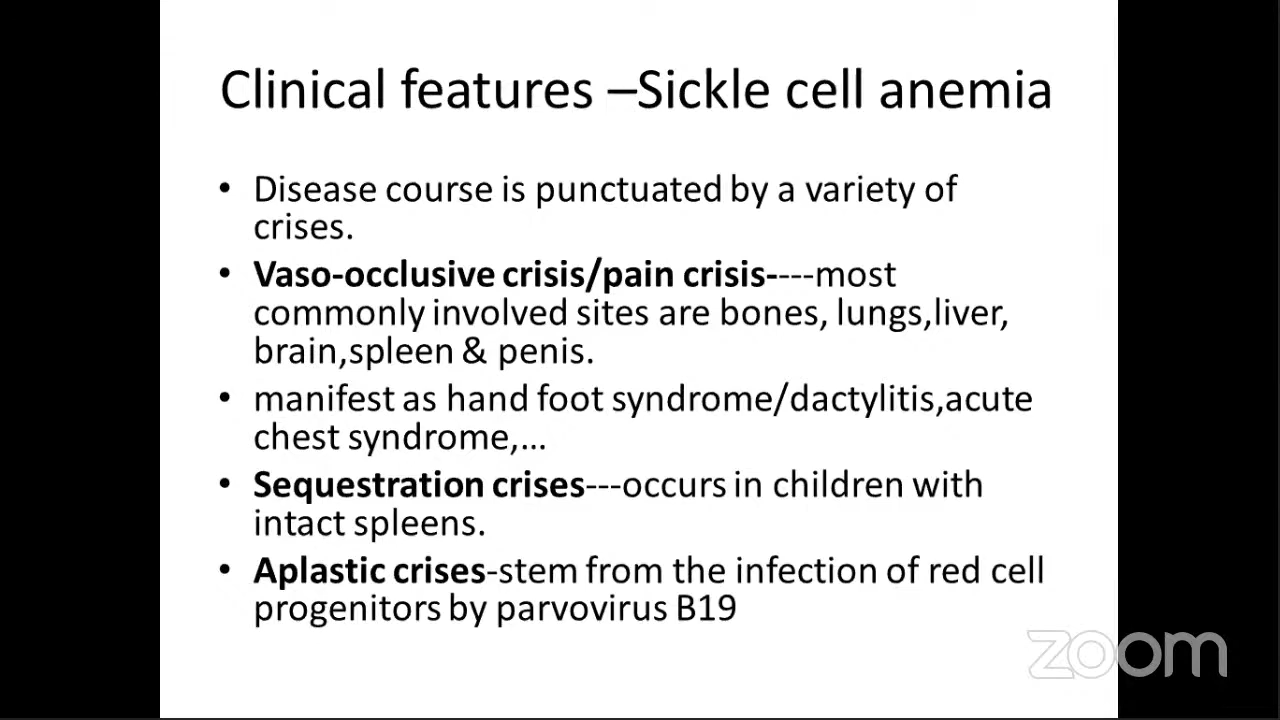 Clinical features –Sickle cell anemia
• Disease course is punctuated by a variety of
crises.
• Vaso-occlusive crisis/pain crisis----most
commonly involved sites are bones, lungs,liver,
brain,spleen & penis.
• manifest as hand foot syndrome/dactylitis,acute
chest syndrome,...
• Sequestration crises---occurs in children with
intact spleens.
• Aplastic crises-stem from the infection of red cell
progenitors by parvovirus B19
zoom